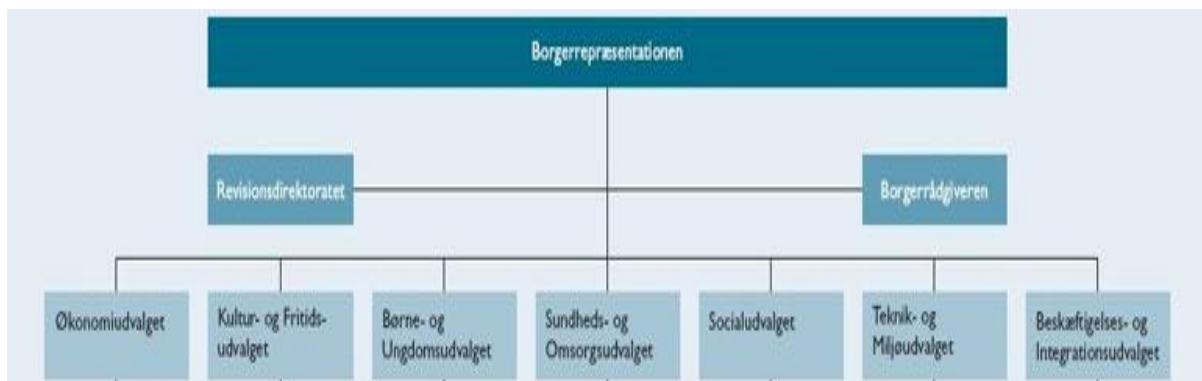 Borgerrepræsentationen
Revisionsdirektoratet
Borgerrådgiveren
Økonomiudvalget
Kultur- og Fritids-
udvalget
Børne- og
Ungdomsudvalget
Sundheds- og
Omsorgsudvalget
Socialudvalget
Teknik- og
Miljøudvalget
Beskæftigelses- og
Integrationsudvalget